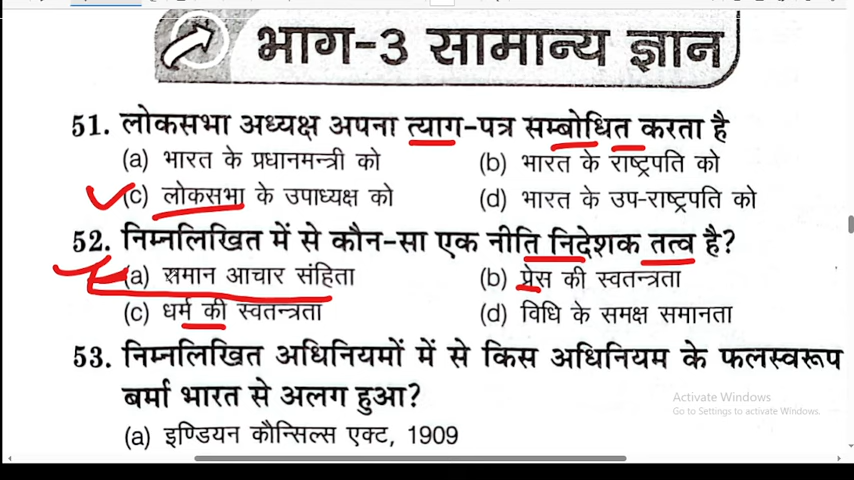 भाग-3 सामान्य ज्ञान
51. लोकसभा अध्यक्ष अपना त्याग-पत्र सम्बोधित करता है
(a) भारत के प्रधानमन्त्री को (b) भारत के राष्ट्रपति को
(c) लोकसभा के उपाध्यक्ष को (d) भारत के उप-राष्ट्रपति को
52. निम्नलिखित में से कौन-सा एक नीति निदेशक तत्व है?
(a) समान आचार संहिता (b) प्रेस की स्वतन्त्रता
(c) धर्म की स्वतन्त्रता (d) विधि के समक्ष समानता
53. निम्नलिखित अधिनियमों में से किस अधिनियम के फलस्वरूप
बर्मा भारत से अलग हुआ?
Activate Windows
Go to Settings to activate Windows.
(a) इण्डियन कौन्सिल्स एक्ट, 1909